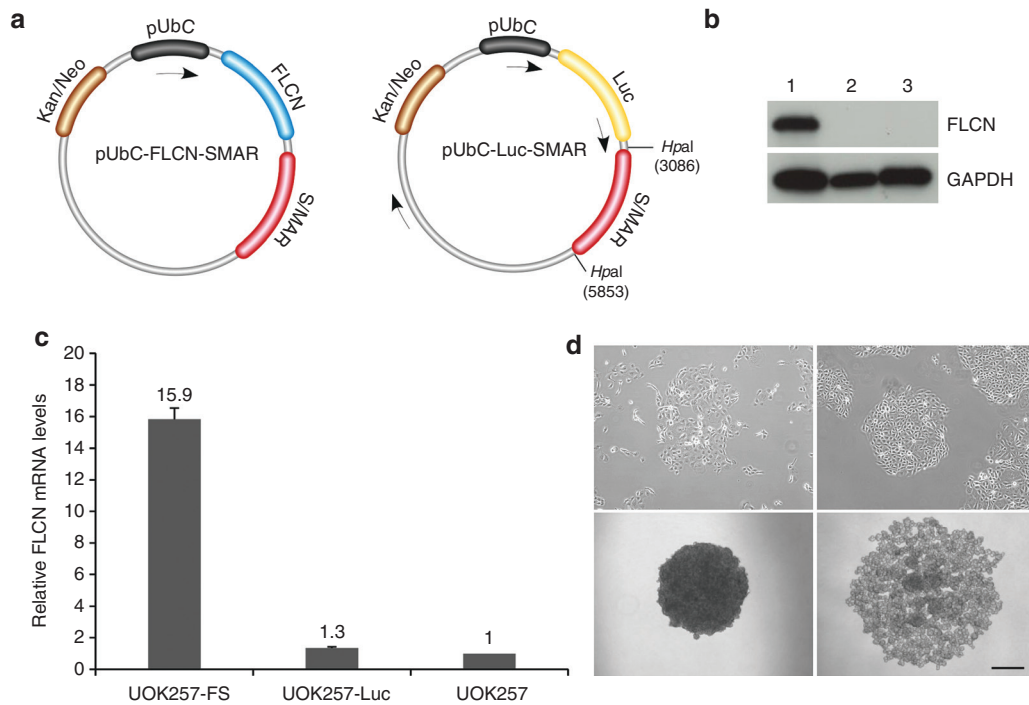 a
pUbC
Kan/Neo
FLCN
pUbC-FLCN-SMAR
S/MAR
pUbC
Kan/Neo
Luc
pUbC-Luc-SMAR
HpaI
(3086)
S/MAR
HpaI
(5853)
b
1 2 3
FLCN
GAPDH
c
Relative FLCN mRNA levels
20
18
16
14
12
10
8
6
4
2
0
15.9
1.3
1
UOK257-FS UOK257-Luc UOK257
d